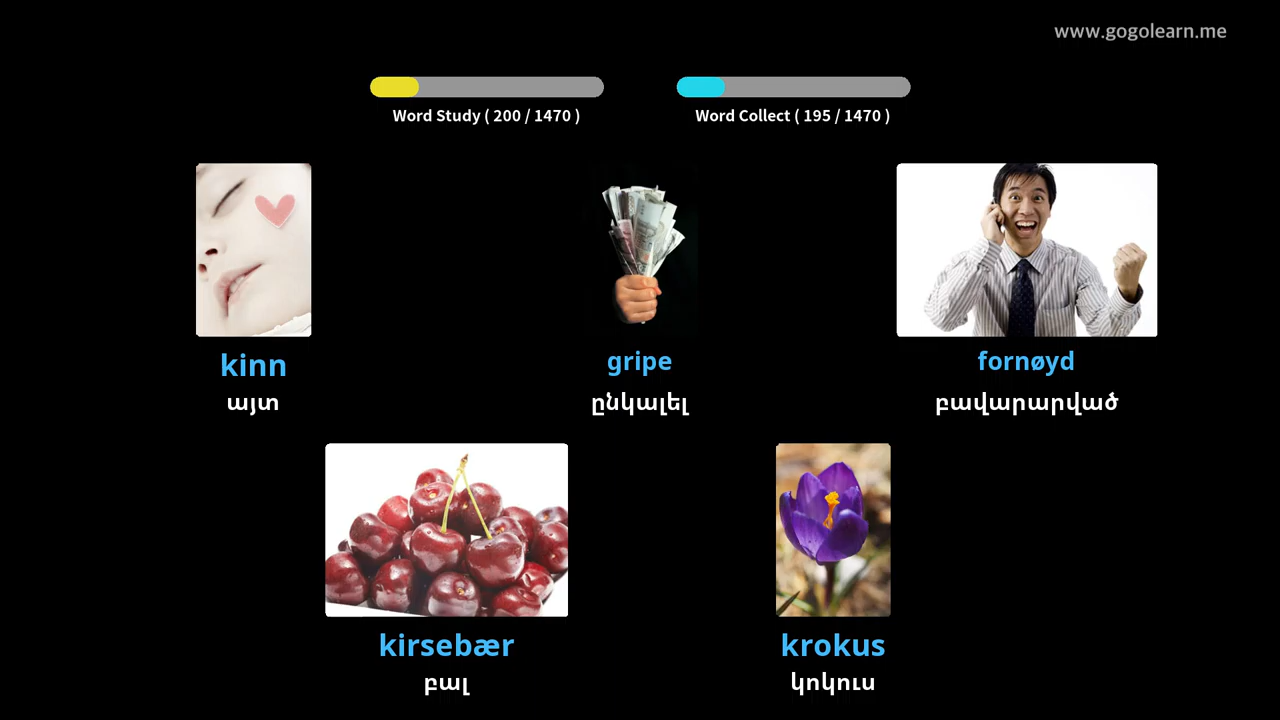 www.gogolearn.me
Word Study ( 200 / 1470 )
Word Collect ( 195 / 1470 )
kinn
այտ
gripe
ընկալել
fornøyd
բավարարված
kirsebær
բալ
krokus
կոկուս